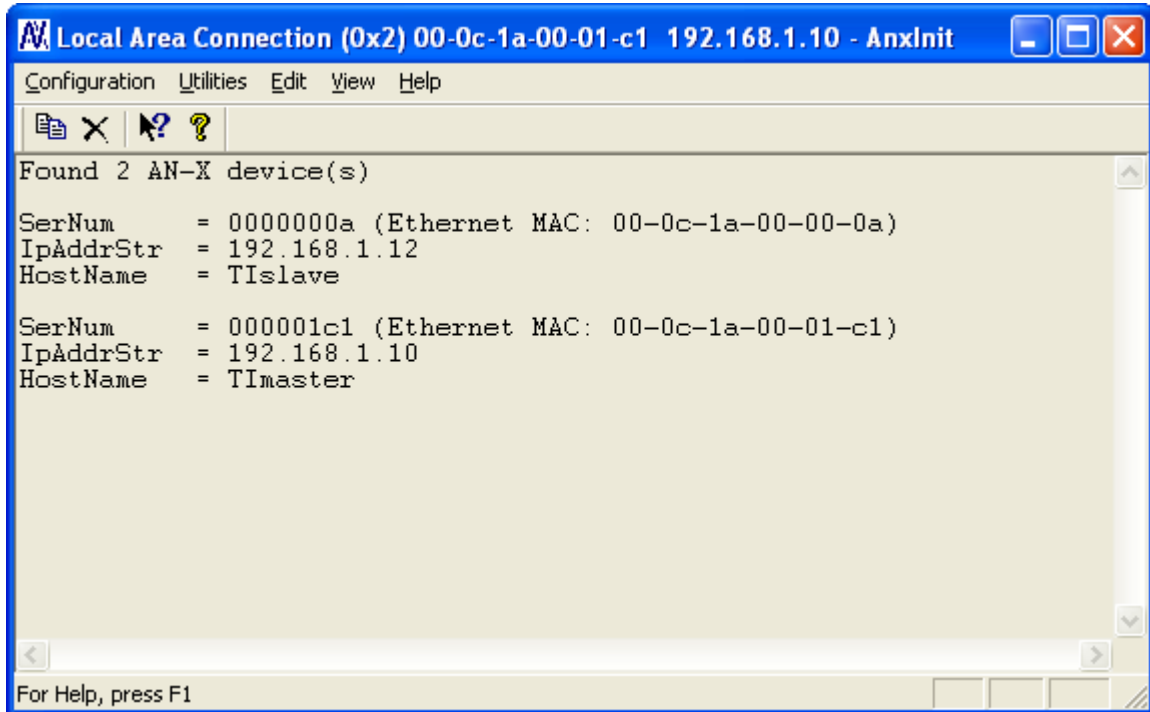 Local Area Connection (0x2) 00-0c-1a-00-01-c1 192.168.1.10 - AnxInit
Configuration Utilities Edit View Help
Found 2 AN-X device(s)
SerNum = 0000000a (Ethernet MAC: 00-0c-1a-00-00-0a)
IpAddrStr = 192.168.1.12
HostName = TIslave
SerNum = 000001c1 (Ethernet MAC: 00-0c-1a-00-01-c1)
IpAddrStr = 192.168.1.10
HostName = TImaster
For Help, press F1